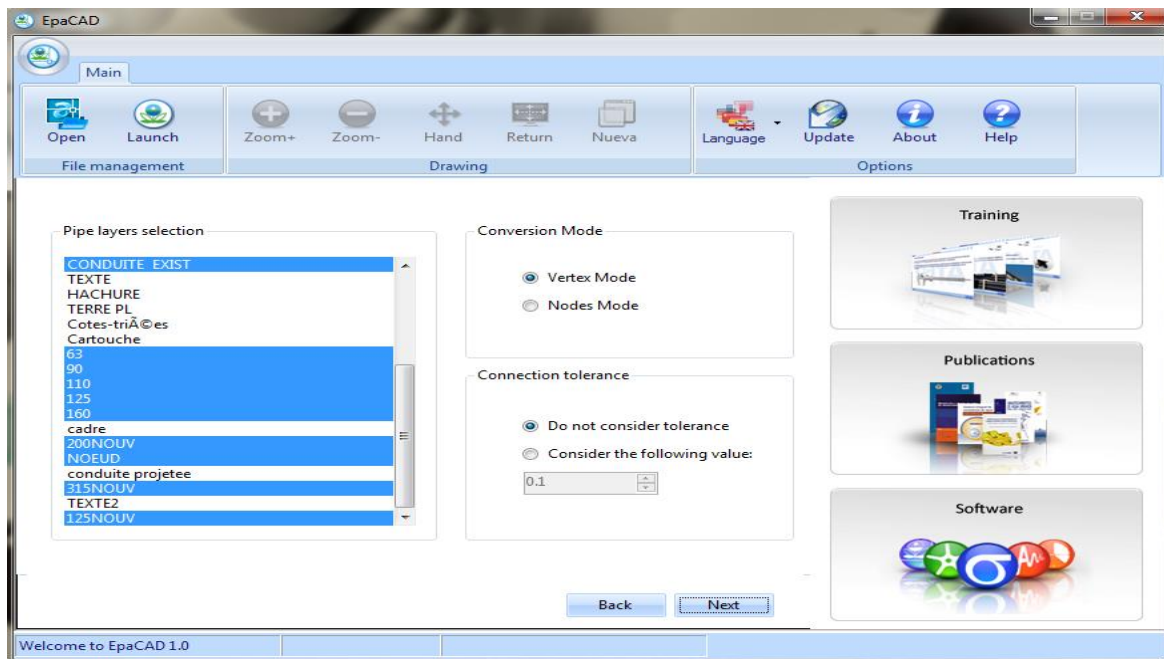 EpaCAD
Main
Open Launch Zoom+ Zoom- Hand Return Nueva Language Update About Help
File management Drawing Options
Pipe layers selection
CONDUITE EXIST
TEXTE
HACHURE
TERRE PL
Cotes-triÃ©es
Cartouche
63
90
110
125
160
cadre
200NOUV
NOEUD
conduite projetee
315NOUV
TEXTE2
125NOUV
Conversion Mode
Vertex Mode
Nodes Mode
Connection tolerance
Do not consider tolerance
Consider the following value:
0.1
Back Next
Training
Publications
Software
Welcome to EpaCAD 1.0